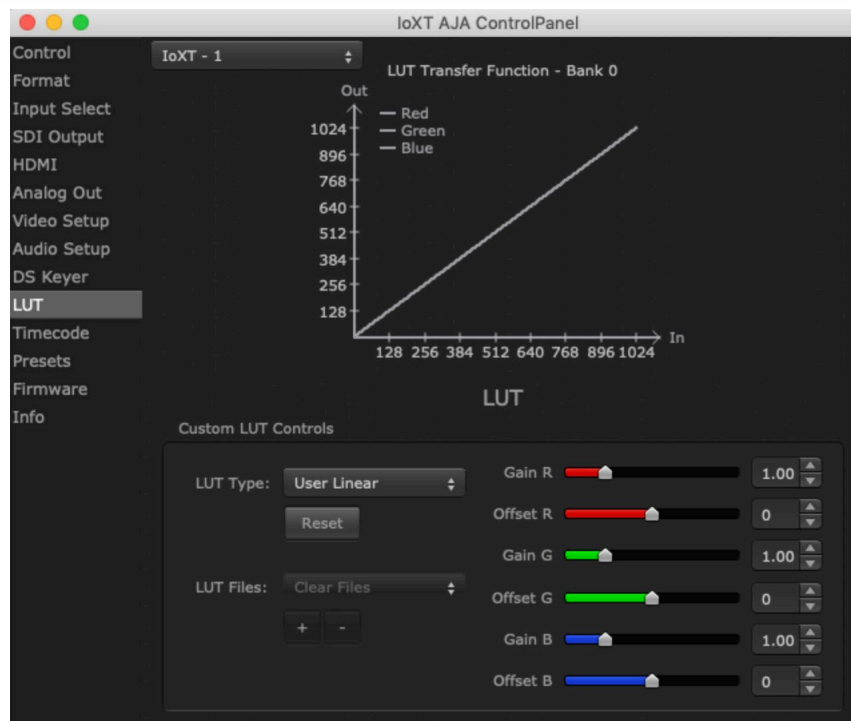 IoXT AJA ControlPanel
Control
Format
Input Select
SDI Output
HDMI
Analog Out
Video Setup
Audio Setup
DS Keyer
LUT
Timecode
Presets
Firmware
Info
IoXT - 1
LUT Transfer Function - Bank 0
Out
Red
Green
Blue
1024
896
768
640
512
384
256
128
128 256 384 512 640 768 896 1024
In
LUT
Custom LUT Controls
LUT Type: User Linear
Reset
LUT Files: Clear Files
+ -
Gain R 1.00
Offset R 0
Gain G 1.00
Offset G 0
Gain B 1.00
Offset B 0